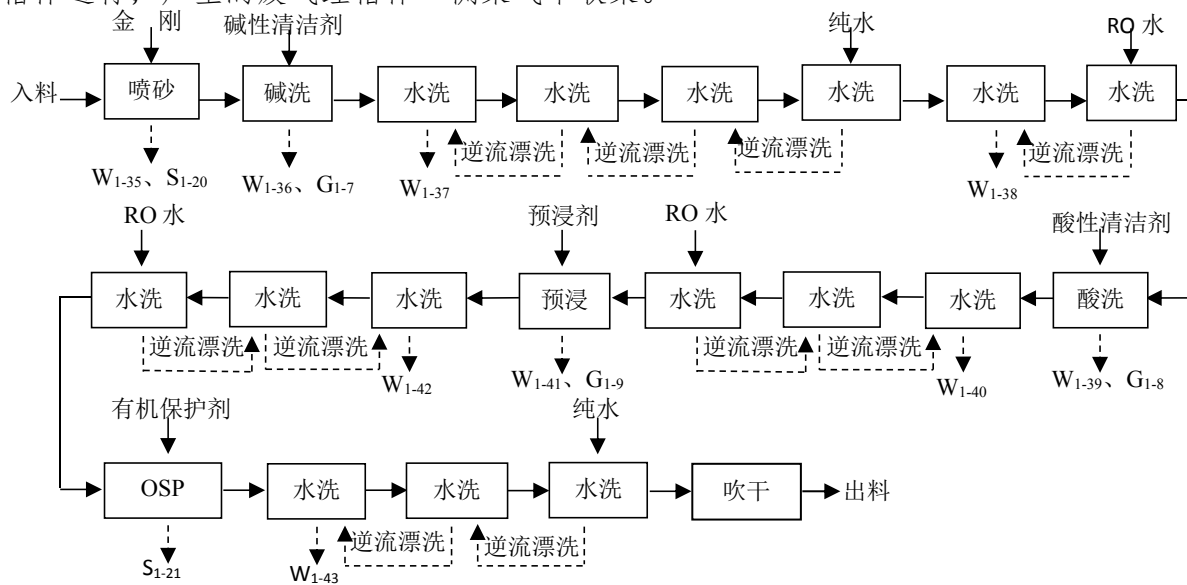 金 刚
碱性清洁剂
纯水
RO 水
入料
喷砂
碱洗
水洗
水洗
水洗
水洗
水洗
水洗
逆流漂洗
逆流漂洗
逆流漂洗
逆流漂洗
W1-35、S1-20
W1-36、G1-7
W1-37
W1-38
RO 水
预浸剂
RO 水
酸性清洁剂
水洗
水洗
水洗
预浸
水洗
水洗
水洗
酸洗
逆流漂洗
逆流漂洗
逆流漂洗
逆流漂洗
W1-42
W1-41、G1-9
W1-40
W1-39、G1-8
有机保护剂
纯水
OSP
水洗
水洗
水洗
吹干
出料
逆流漂洗
逆流漂洗
S1-21
W1-43